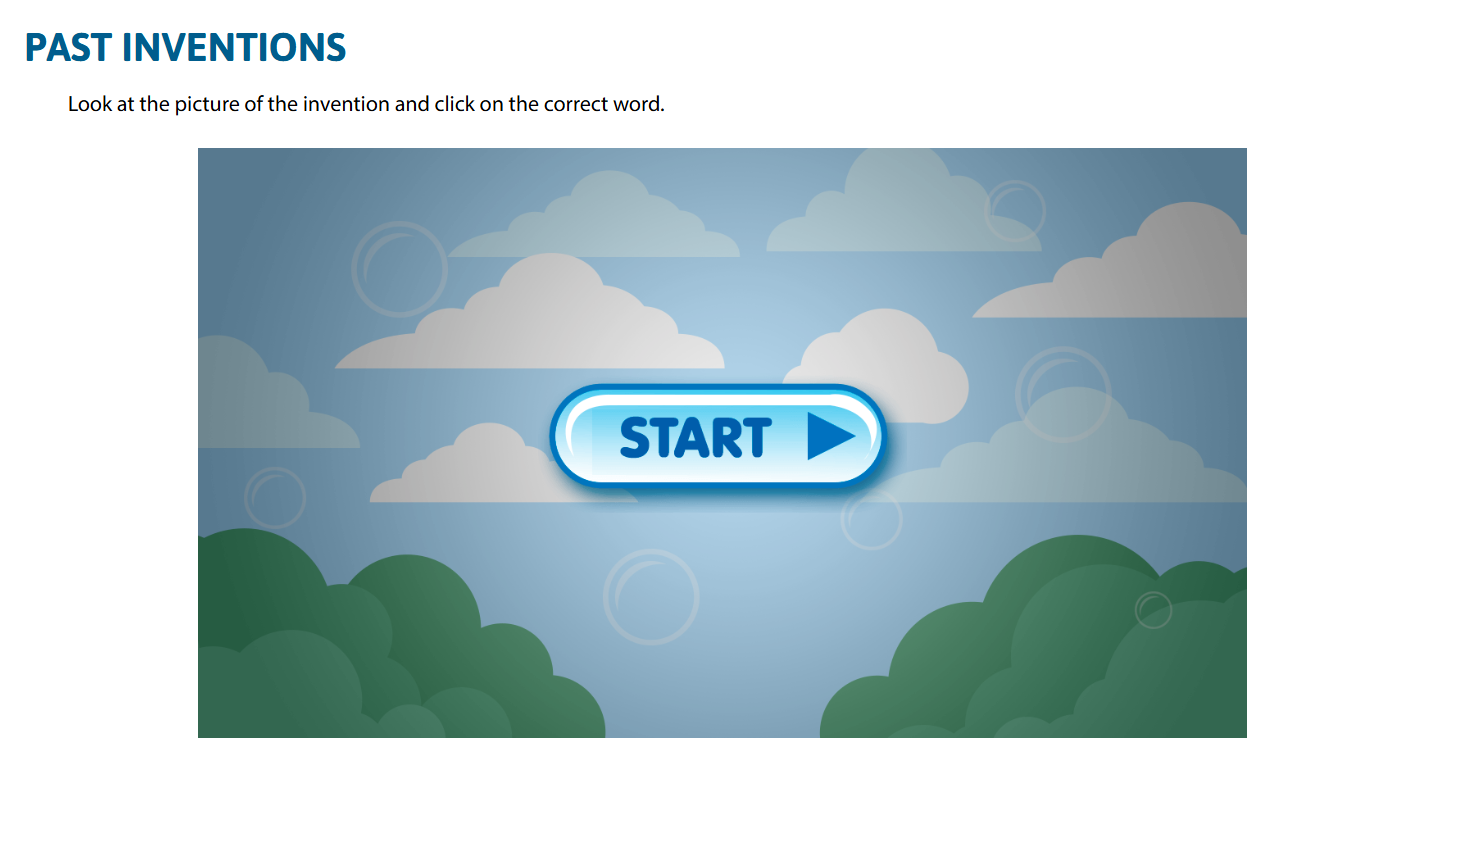 PAST INVENTIONS
Look at the picture of the invention and click on the correct word.
START